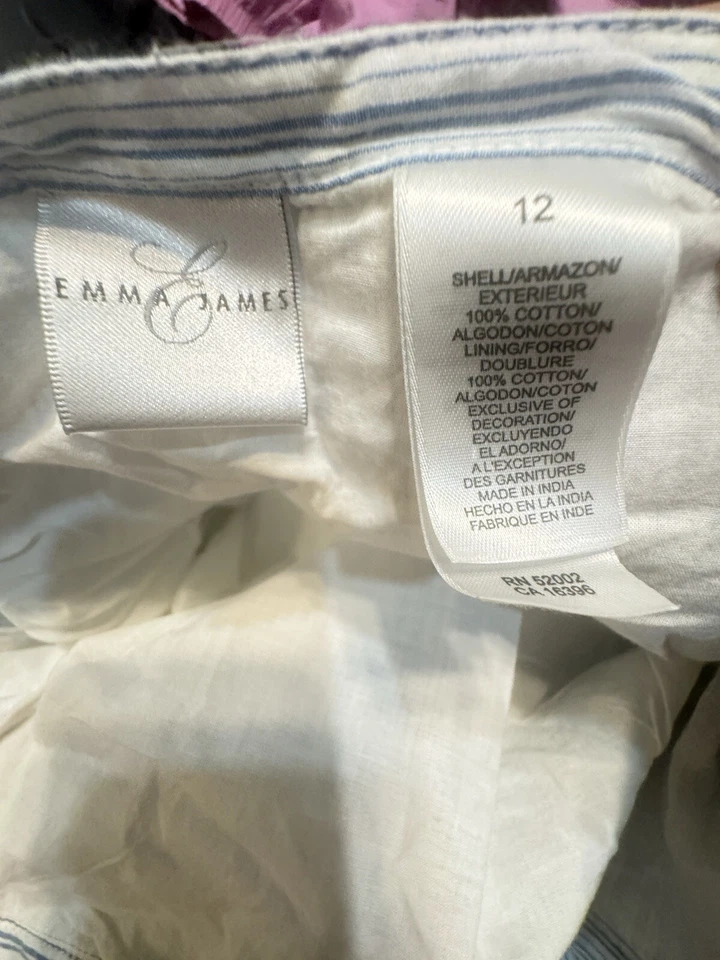 E
EMMA JAMES
12
SHELL/ARMAZON/
EXTERIEUR
100% COTTON/
ALGODON/COTON
LINING/FORRO/
DOUBLURE
100% COTTON/
ALGODON/COTON
EXCLUSIVE OF
DECORATION/
EXCLUYENDO
EL ADORNO/
A L'EXCEPTION
DES GARNITURES
MADE IN INDIA
HECHO EN LA INDIA
FABRIQUE EN INDE
RN 52002
CA 16396